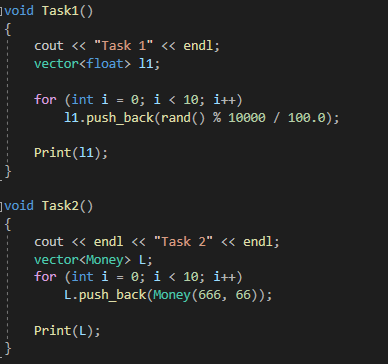 void Task1()
{
    cout << "Task 1" << endl;
    vector<float> l1;

    for (int i = 0; i < 10; i++)
        l1.push_back(rand() % 10000 / 100.0);

    Print(l1);
}

void Task2()
{
    cout << endl << "Task 2" << endl;
    vector<Money> L;
    for (int i = 0; i < 10; i++)
        L.push_back(Money(666, 66));

    Print(L);
}